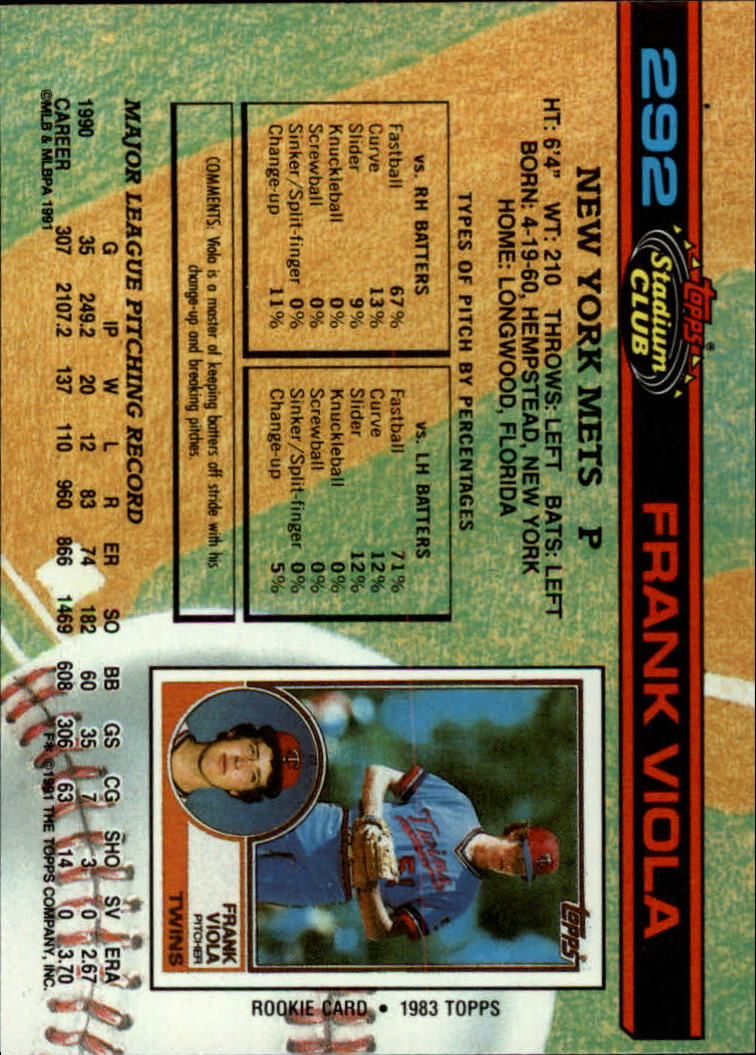 292
topps®
Stadium
CLUB
FRANK VIOLA
NEW YORK METS P
HT: 6'4" WT: 210 THROWS: LEFT BATS: LEFT
BORN: 4-19-60, HEMPSTEAD, NEW YORK
HOME: LONGWOOD, FLORIDA
TYPES OF PITCH BY PERCENTAGES
vs. RH BATTERS
Fastball 67%
Curve 13%
Slider 9%
Knuckleball 0%
Screwball 0%
Sinker/Split-finger 0%
Change-up 11%
vs. LH BATTERS
Fastball 71%
Curve 12%
Slider 12%
Knuckleball 0%
Screwball 0%
Sinker/Split-finger 0%
Change-up 5%
COMMENTS: Viola is a master of keeping batters off stride with his
change-up and breaking pitches.
topps
Twins
51
FRANK
VIOLA
PITCHER
TWINS
ROOKIE CARD • 1983 TOPPS
MAJOR LEAGUE PITCHING RECORD
G IP W L R ER SO BB GS CG SHO SV ERA
1990 35 249.2 20 12 83 74 182 60 35 7 3 0 2.67
CAREER 307 2107.2 137 110 960 866 1469 608 306 63 14 0 3.70
©MLB & MLBPA 1991 F* ©1991 THE TOPPS COMPANY, INC.